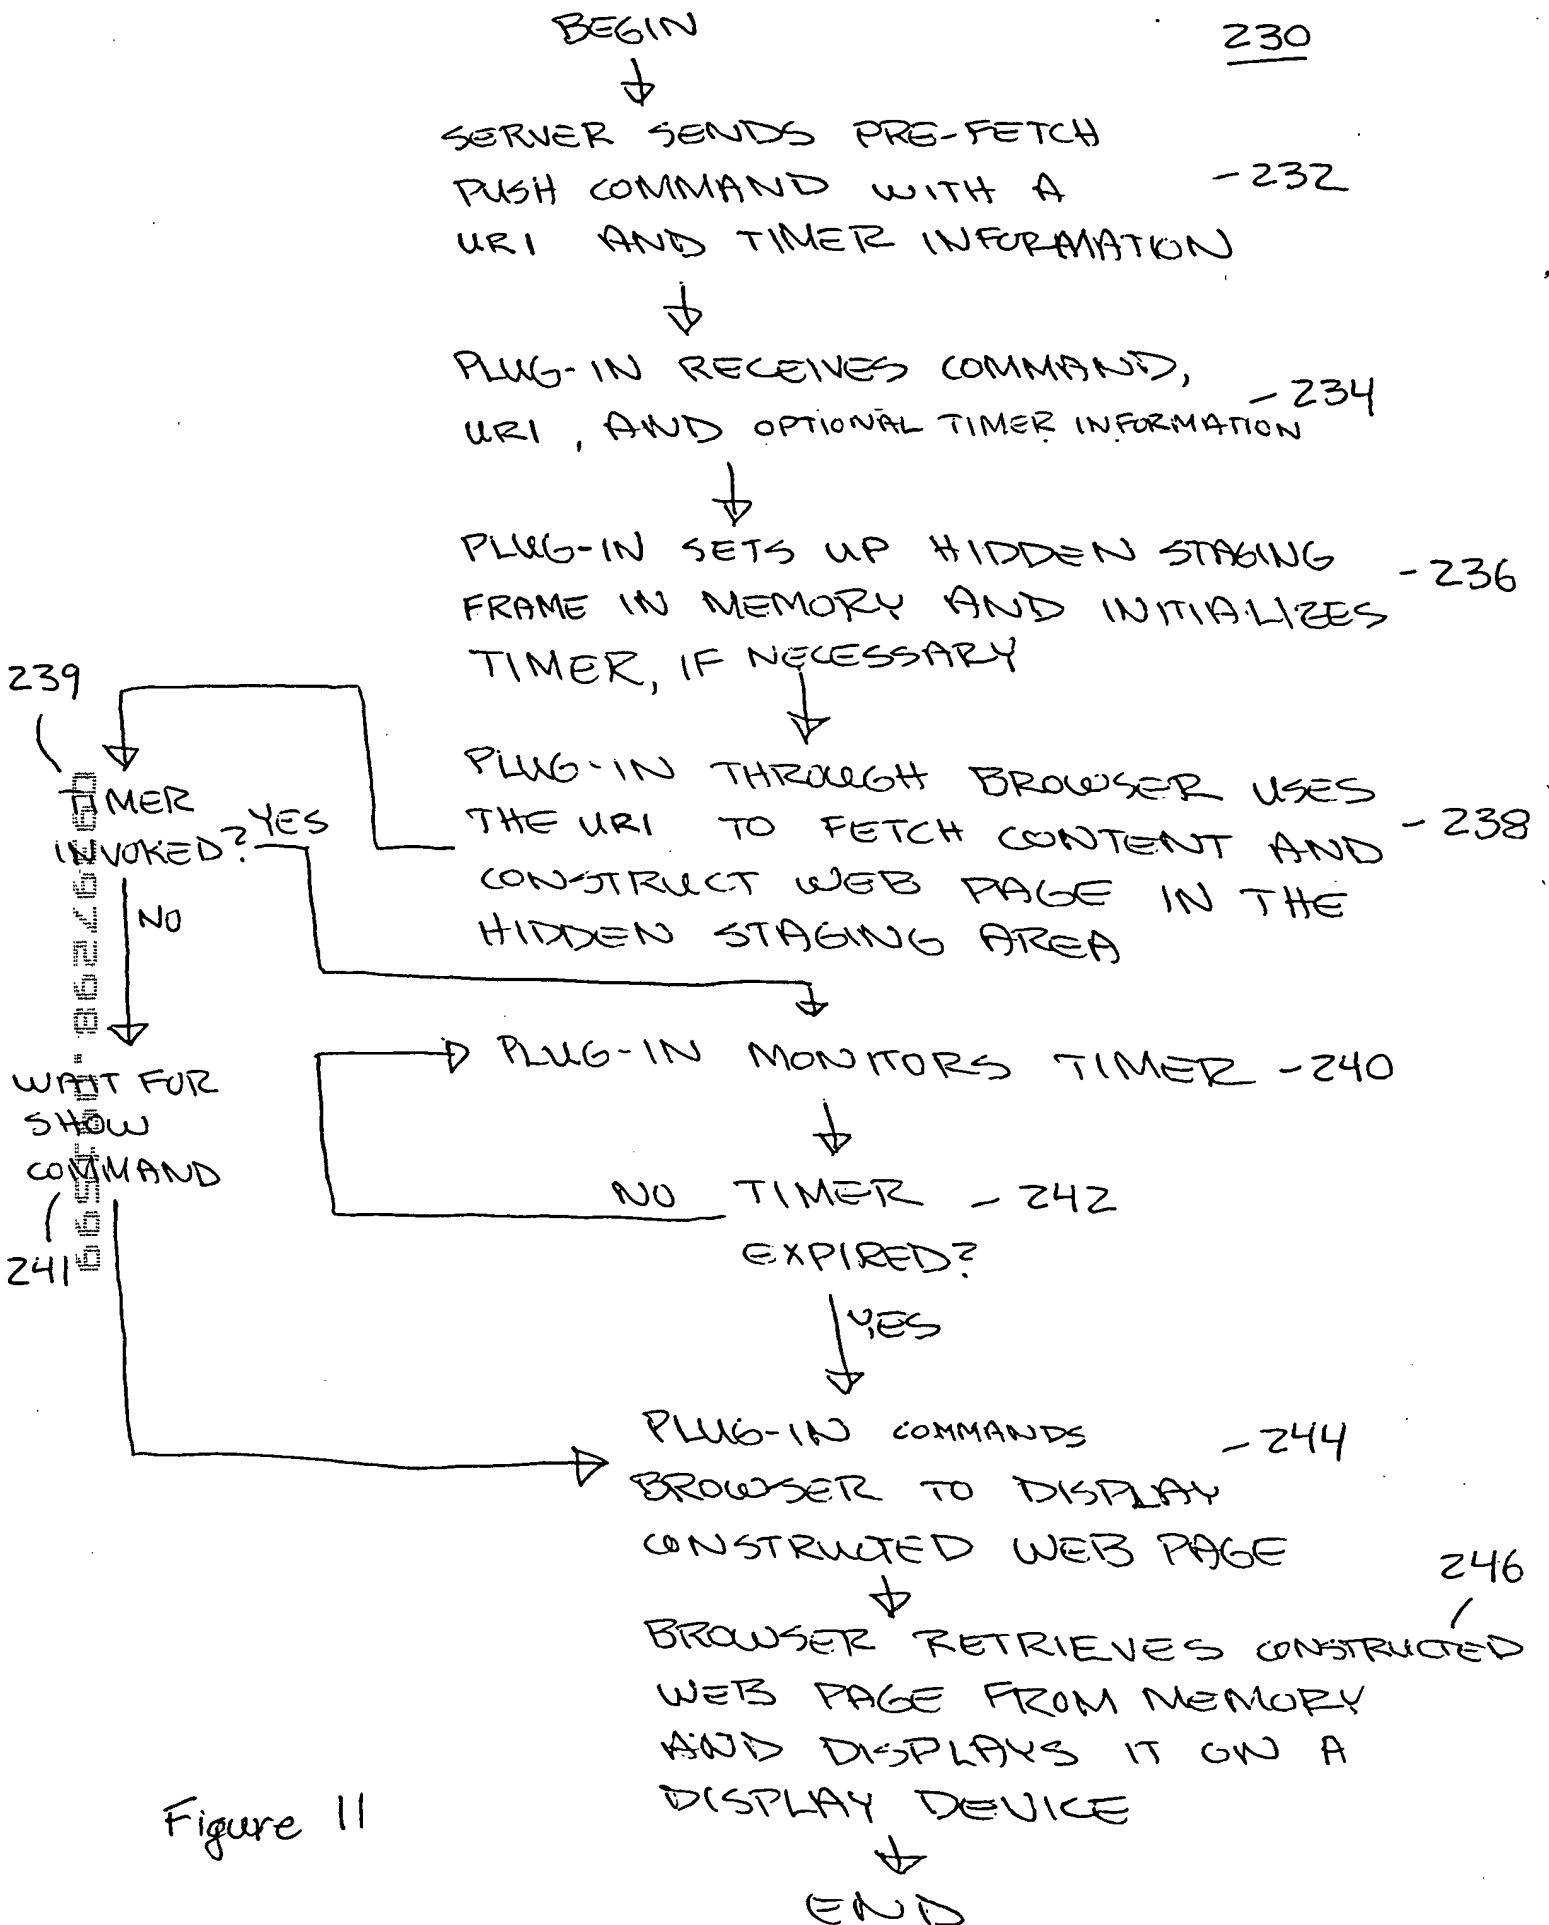 BEGIN
230
SERVER SENDS PRE-FETCH
PUSH COMMAND WITH A
-232
URI AND TIMER INFORMATION
PLUG-IN RECEIVES COMMAND,
-234
URI, AND OPTIONAL TIMER INFORMATION
PLUG-IN SETS UP HIDDEN STAGING
-236
FRAME IN MEMORY AND INITIALIZES
TIMER, IF NECESSARY
239
TIMER
INVOKED? YES
NO
PLUG-IN THROUGH BROWSER USES
THE URI TO FETCH CONTENT AND
-238
CONSTRUCT WEB PAGE IN THE
HIDDEN STAGING AREA
PLUG-IN MONITORS TIMER -240
WAIT FOR
SHOW
COMMAND
241
NO
TIMER -242
EXPIRED?
YES
PLUG-IN COMMANDS
-244
BROWSER TO DISPLAY
CONSTRUCTED WEB PAGE
246
BROWSER RETRIEVES CONSTRUCTED
WEB PAGE FROM MEMORY
AND DISPLAYS IT ON A
DISPLAY DEVICE
END
Figure 11